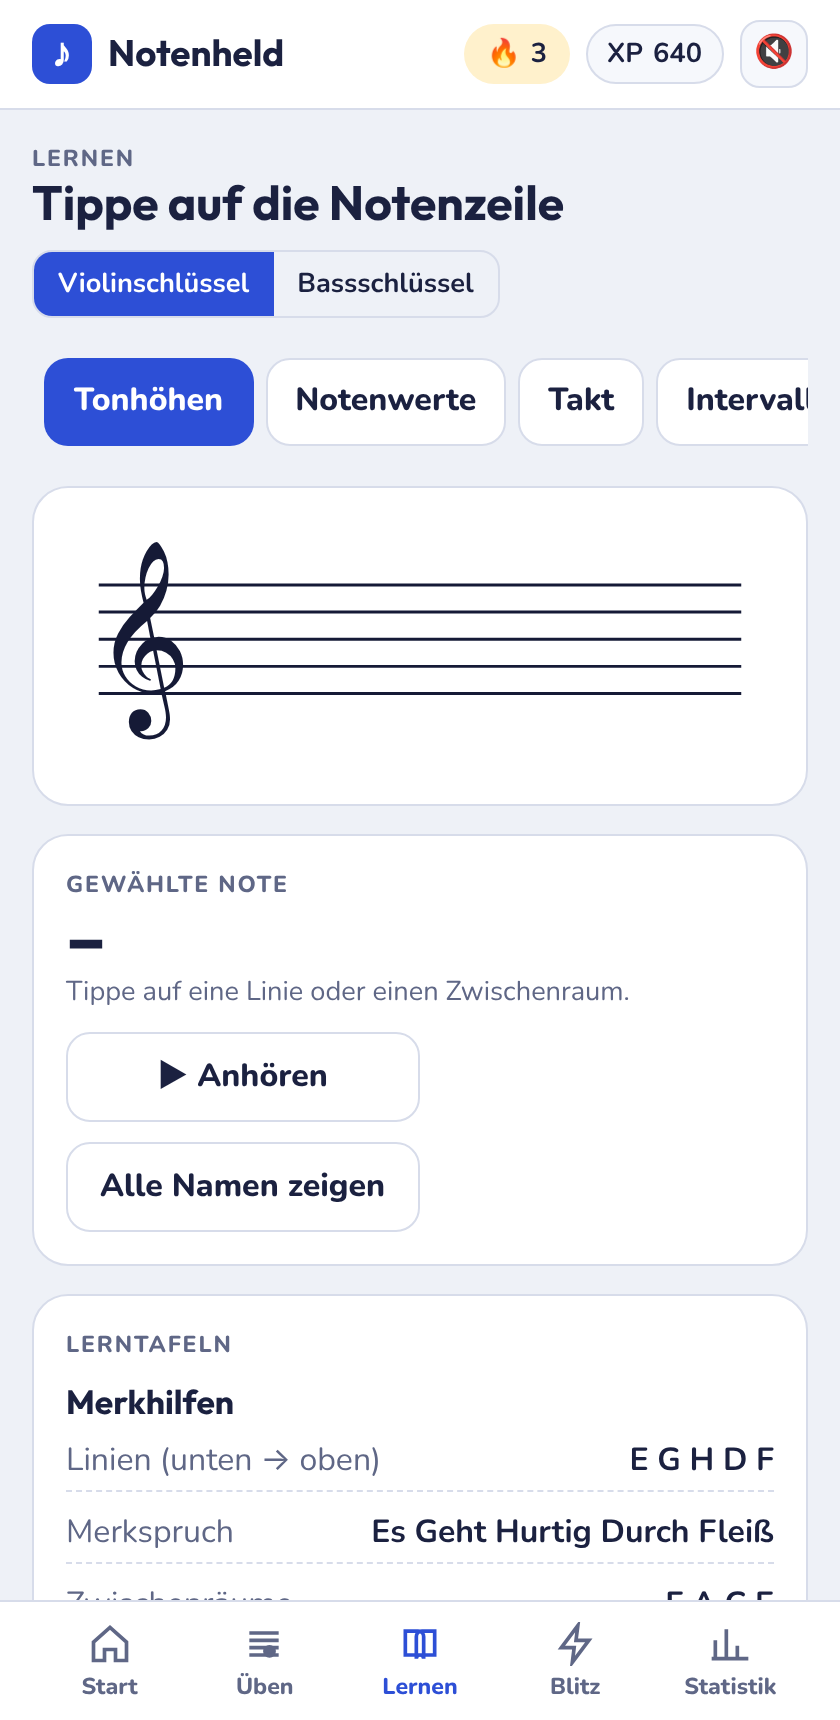 Notenheld
3
XP 640
LERNEN
Tippe auf die Notenzeile
Violinschlüssel
Bassschlüssel
Tonhöhen
Notenwerte
Takt
Intervall
GEWÄHLTE NOTE
–
Tippe auf eine Linie oder einen Zwischenraum.
▶ Anhören
Alle Namen zeigen
LERNTAFELN
Merkhilfen
Linien (unten → oben) E G H D F
Merkspruch Es Geht Hurtig Durch Fleiß
Zwischenräume F A C E
Start
Üben
Lernen
Blitz
Statistik